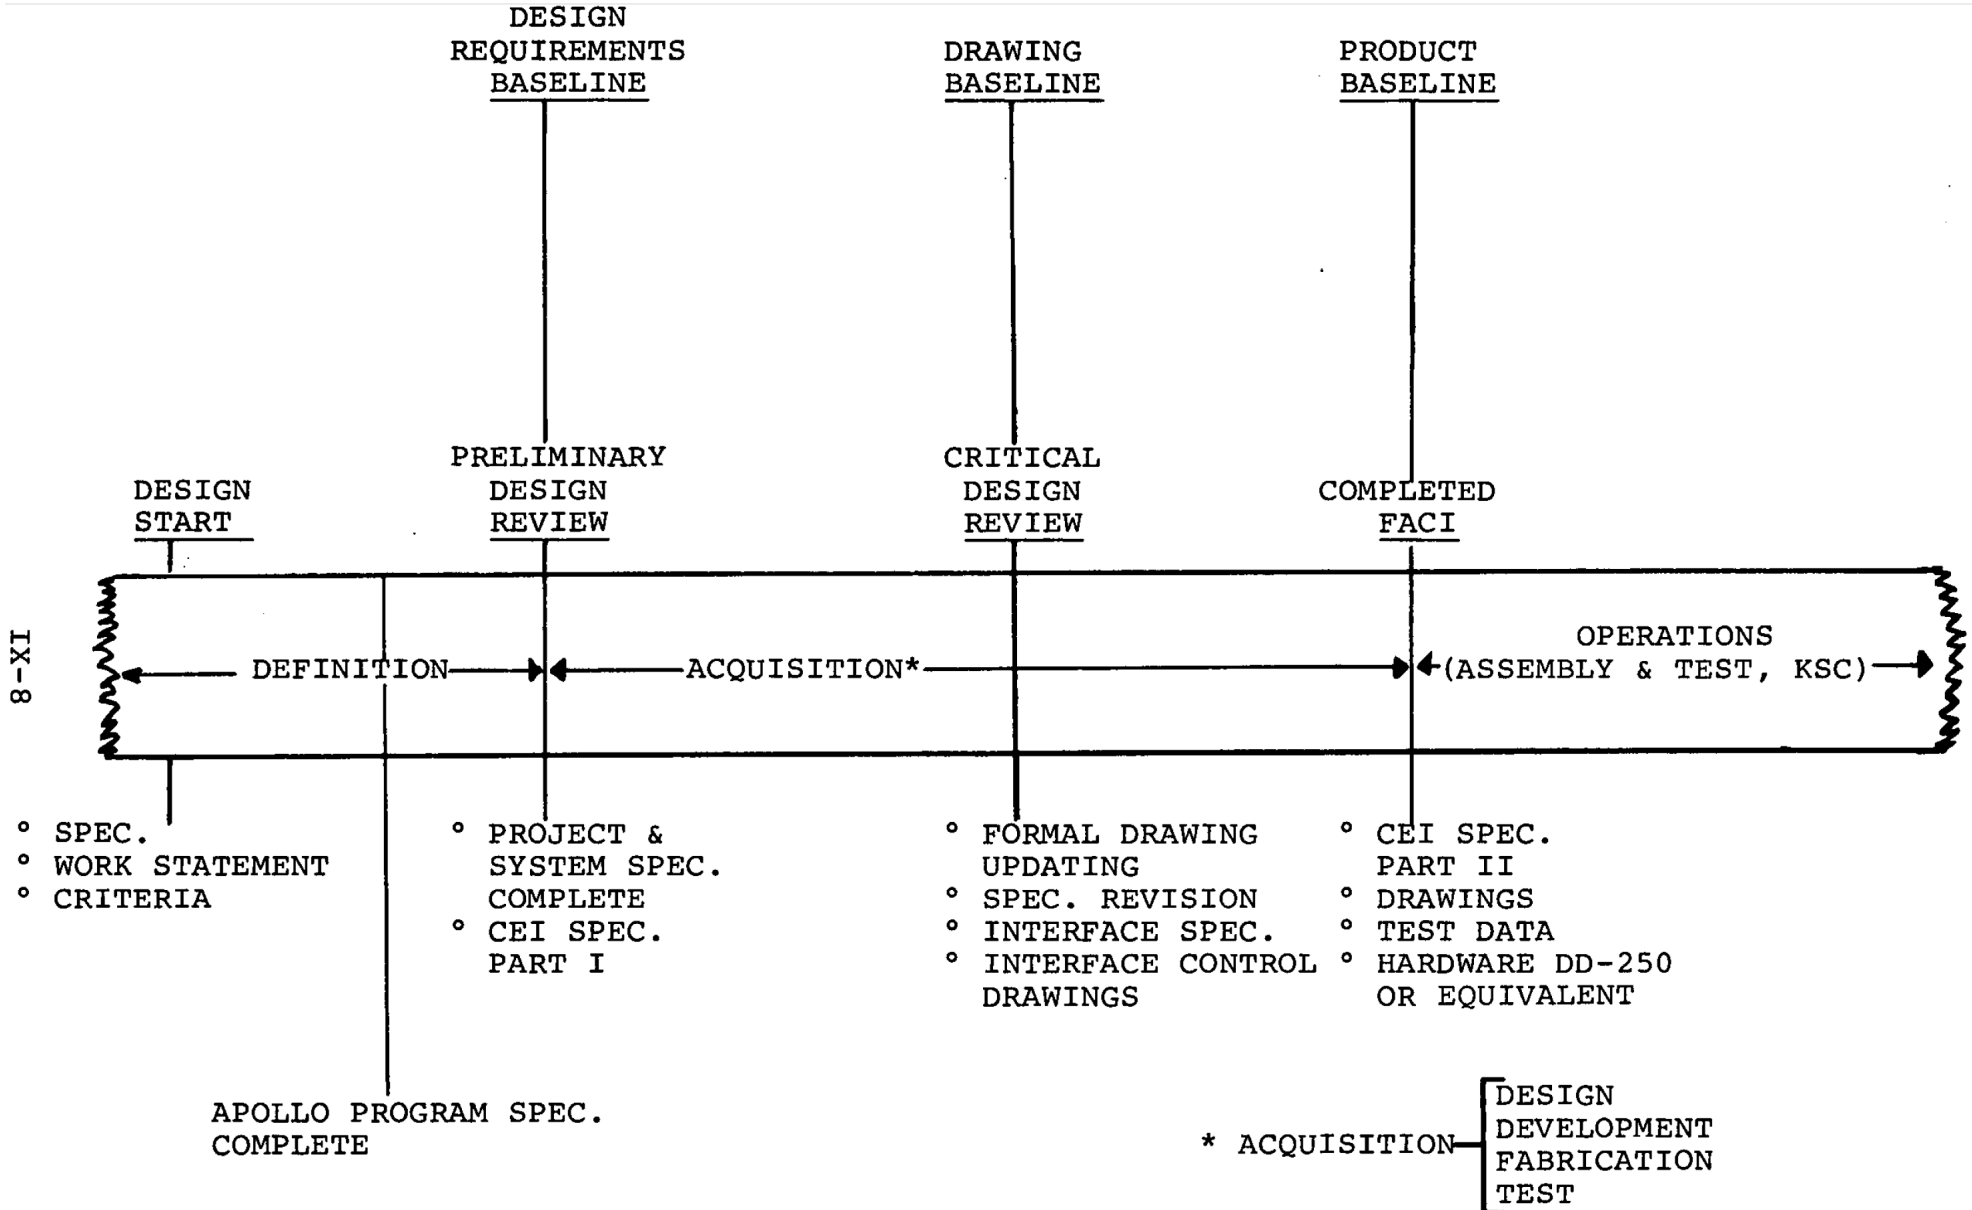 DESIGN
REQUIREMENTS
BASELINE
DRAWING
BASELINE
PRODUCT
BASELINE
DESIGN
START
PRELIMINARY
DESIGN
REVIEW
CRITICAL
DESIGN
REVIEW
COMPLETED
FACI
DEFINITION
ACQUISITION*
OPERATIONS
(ASSEMBLY & TEST, KSC)
IX-8
° SPEC.
° WORK STATEMENT
° CRITERIA
° PROJECT &
SYSTEM SPEC.
COMPLETE
° CEI SPEC.
PART I
° FORMAL DRAWING
UPDATING
° SPEC. REVISION
° INTERFACE SPEC.
° INTERFACE CONTROL
DRAWINGS
° CEI SPEC.
PART II
° DRAWINGS
° TEST DATA
° HARDWARE DD-250
OR EQUIVALENT
APOLLO PROGRAM SPEC.
COMPLETE
* ACQUISITION
DESIGN
DEVELOPMENT
FABRICATION
TEST